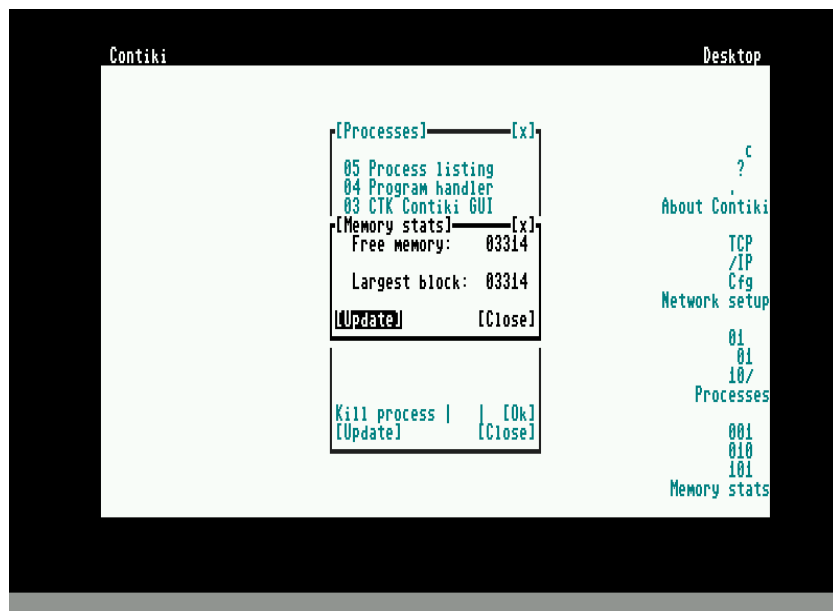 Contiki Desktop
[Processes] [x]
05 Process listing
04 Program handler
03 CTK Contiki GUI
[Memory stats] [x]
Free memory: 03314
Largest block: 03314
[Update] [Close]
Kill process | | [Ok]
[Update] [Close]
c
?
.
About Contiki
TCP
/IP
Cfg
Network setup
01
01
10/
Processes
001
010
101
Memory stats